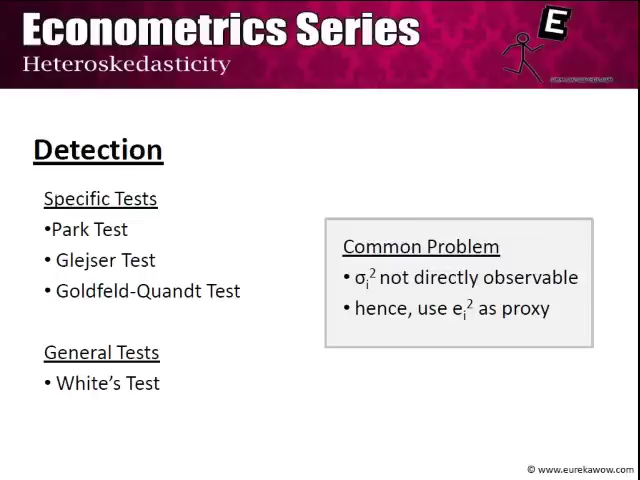 Econometrics Series
Heteroskedasticity
E
Detection
Specific Tests
•Park Test
• Glejser Test
• Goldfeld-Quandt Test
General Tests
• White's Test
Common Problem
• σᵢ² not directly observable
• hence, use eᵢ² as proxy
© www.eurekawow.com